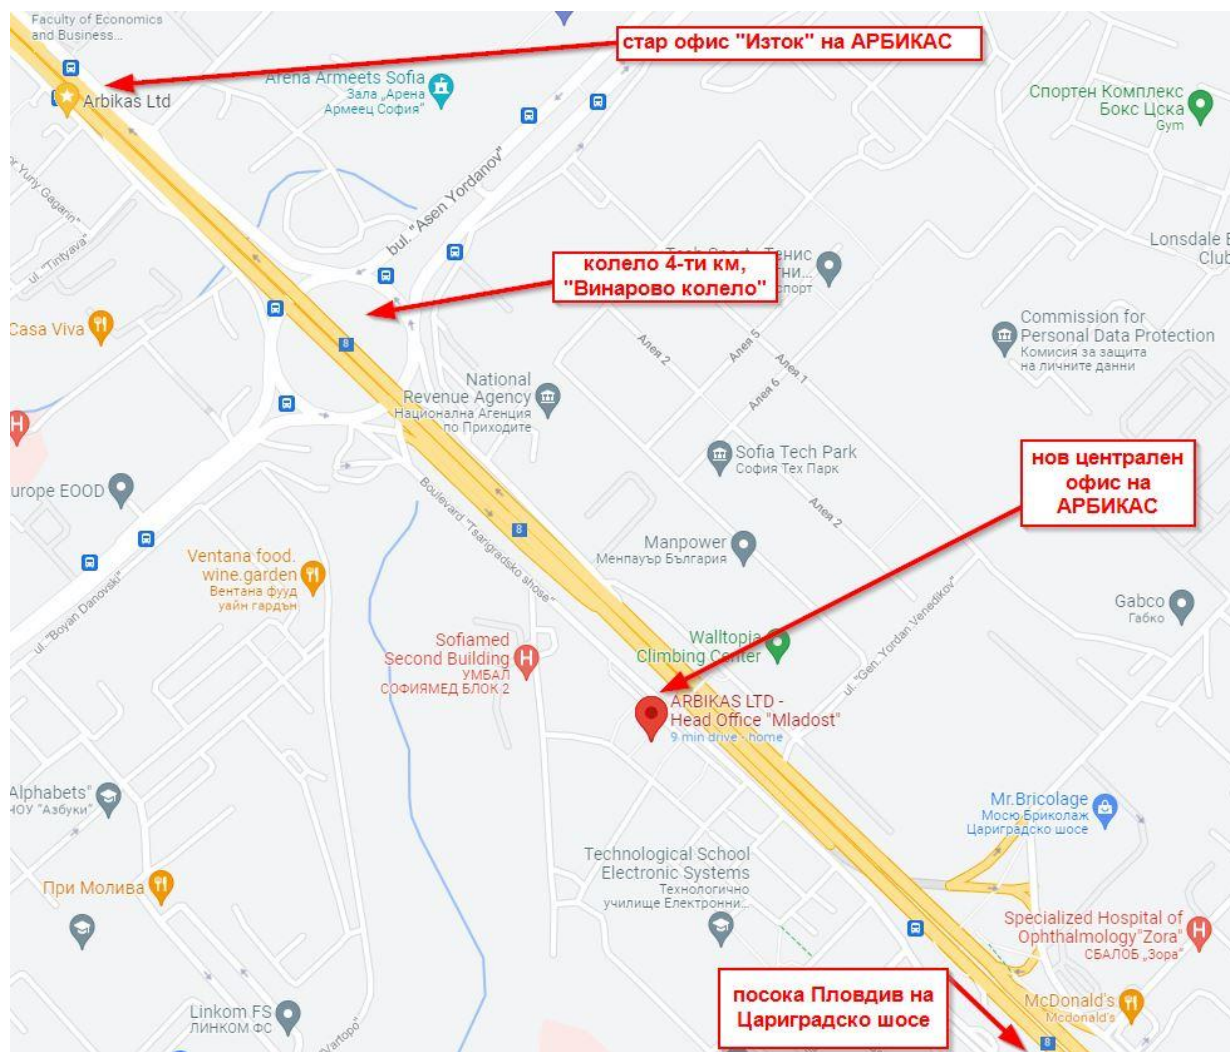 Faculty of Economics
and Business...
стар офис "Изток" на АРБИКАС
Arena Armeets Sofia
Зала „Арена
Армеец София"
Arbikas Ltd
Спортен Комплекс
Бокс Цска
Gym
bul. "Asen Yordanov"
or Yuriy Gagarin"
ul. "Tintyava"
Lonsdale B
Club
колело 4-ти км,
"Винарово колело"
Тенис
спорт
Casa Viva
8
Алея 2
Алея 5
Алея 1
Алея 6
Commission for
Personal Data Protection
Комисия за защита
на личните данни
National
Revenue Agency
Национална Агенция
по Приходите
H
Sofia Tech Park
София Тех Парк
нов централен
офис на
АРБИКАС
urope EOOD
Boulevard "Tsarigradsko shose"
8
Алея 2
Manpower
Менпауър България
Ventana food.
wine.garden
Вентана фууд
уайн гардън
ul. "Boyan Danovski"
Gabco
Габко
ul. "Gen. Yordan Venedikov"
Sofiamed
Second Building
УМБАЛ
СОФИЯМЕД БЛОК 2
H
Walltopia
Climbing Center
ARBIKAS LTD -
Head Office "Mladost"
9 min drive - home
Alphabets"
НОУ "Азбуки"
Mr.Bricolage
Мосю Бриколаж
Цариградско шосе
Technological School
Electronic Systems
Технологично
училище Електронни...
При Молива
Specialized Hospital of
Ophthalmology"Zora"
СБАЛОБ „Зора"
H
посока Пловдив на
Цариградско шосе
McDonald's
Mcdonald's
Linkom FS
ЛИНКОМ ФС
Vartopo"
8